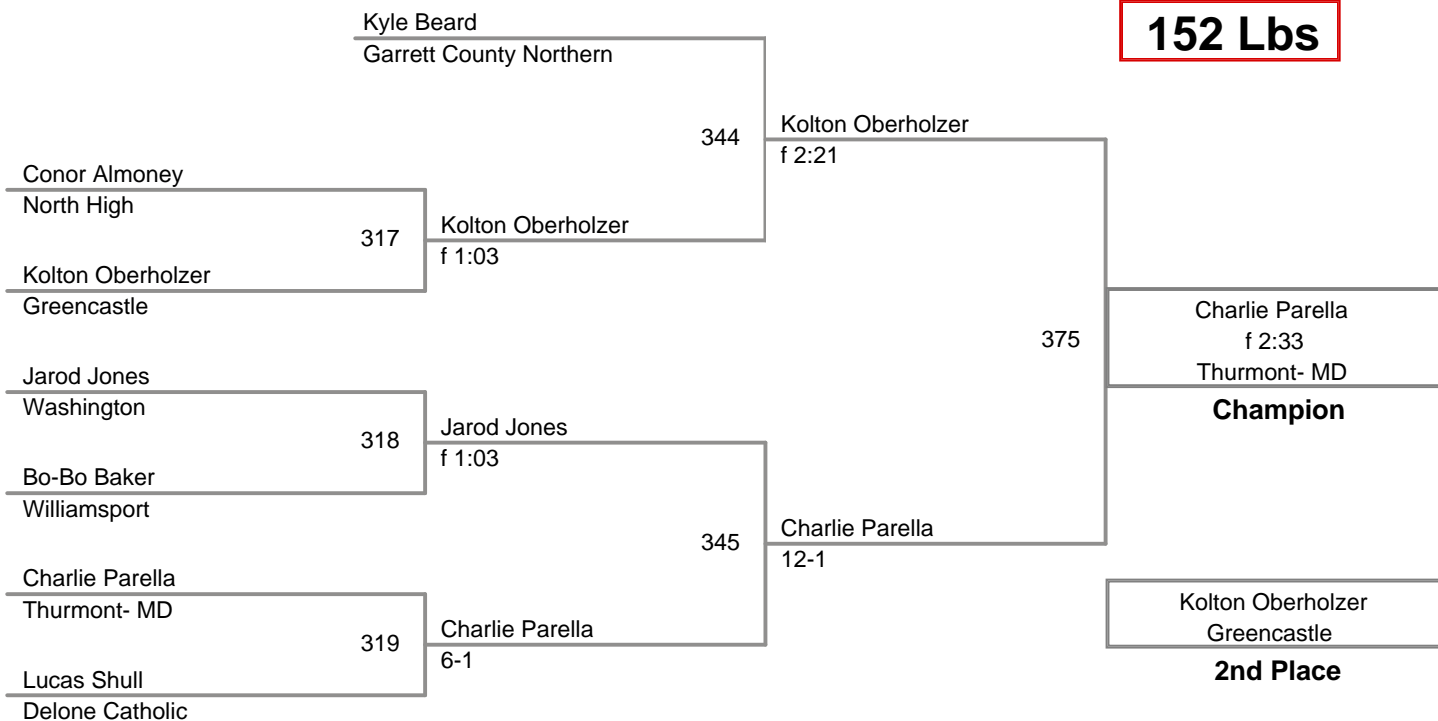 Kyle Beard
Garrett County Northern
152 Lbs
344
Kolton Oberholzer
f 2:21
Conor Almoney
North High
317
Kolton Oberholzer
f 1:03
Kolton Oberholzer
Greencastle
375
Charlie Parella
f 2:33
Thurmont- MD
Champion
Jarod Jones
Washington
318
Jarod Jones
f 1:03
Bo-Bo Baker
Williamsport
345
Charlie Parella
12-1
Charlie Parella
Thurmont- MD
319
Charlie Parella
6-1
Lucas Shull
Delone Catholic
Kolton Oberholzer
Greencastle
2nd Place